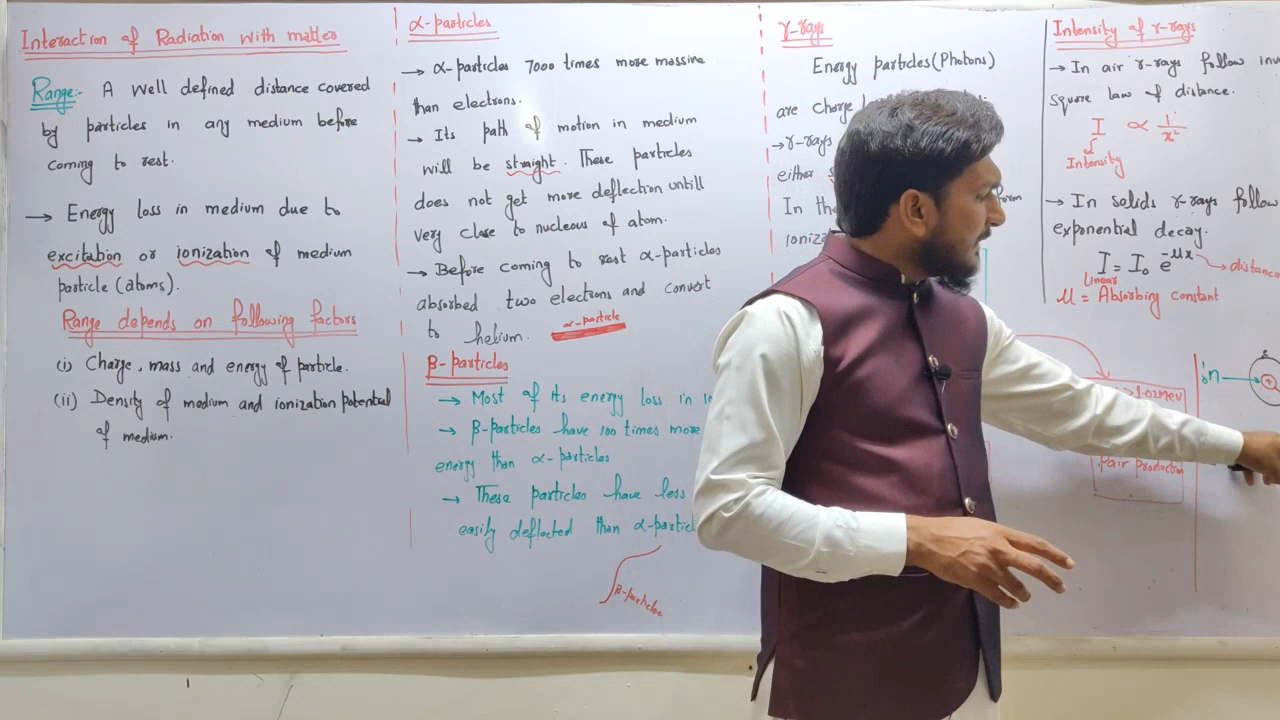 Interaction of Radiation with matter
Range:- A well defined distance covered
by particles in any medium before
coming to rest.
→ Energy loss in medium due to
excitation or ionization of medium
particle (atoms).
Range depends on following factors
(i) Charge, mass and energy of particle.
(ii) Density of medium and ionization potential
of medium.
α-particles
→ α-particles 7000 times more massive
than electrons.
→ Its path of motion in medium
will be straight. These particles
does not get more deflection untill
very close to nucleous of atom.
→ Before coming to rest α-particles
absorbed two electrons and convert
to helium.
α-particle
β-particles
→ Most of its energy loss in
→ β-particles have 100 times more
energy than α-particles
→ These particles have less
easily deflected than
β-particles
γ-rays
Energy particles (Photons)
are charge
→ γ-rays
either
In the
Intensity of γ-rays
→ In air γ-rays follow
square law of distance.
I ∝ 1/x²
Intensity
→ In solids γ-rays follow
exponential decay.
I = I₀ e^-μx → distance
Linear
μ = Absorbing constant
>1.02MeV
Pair production
¹₀n
+